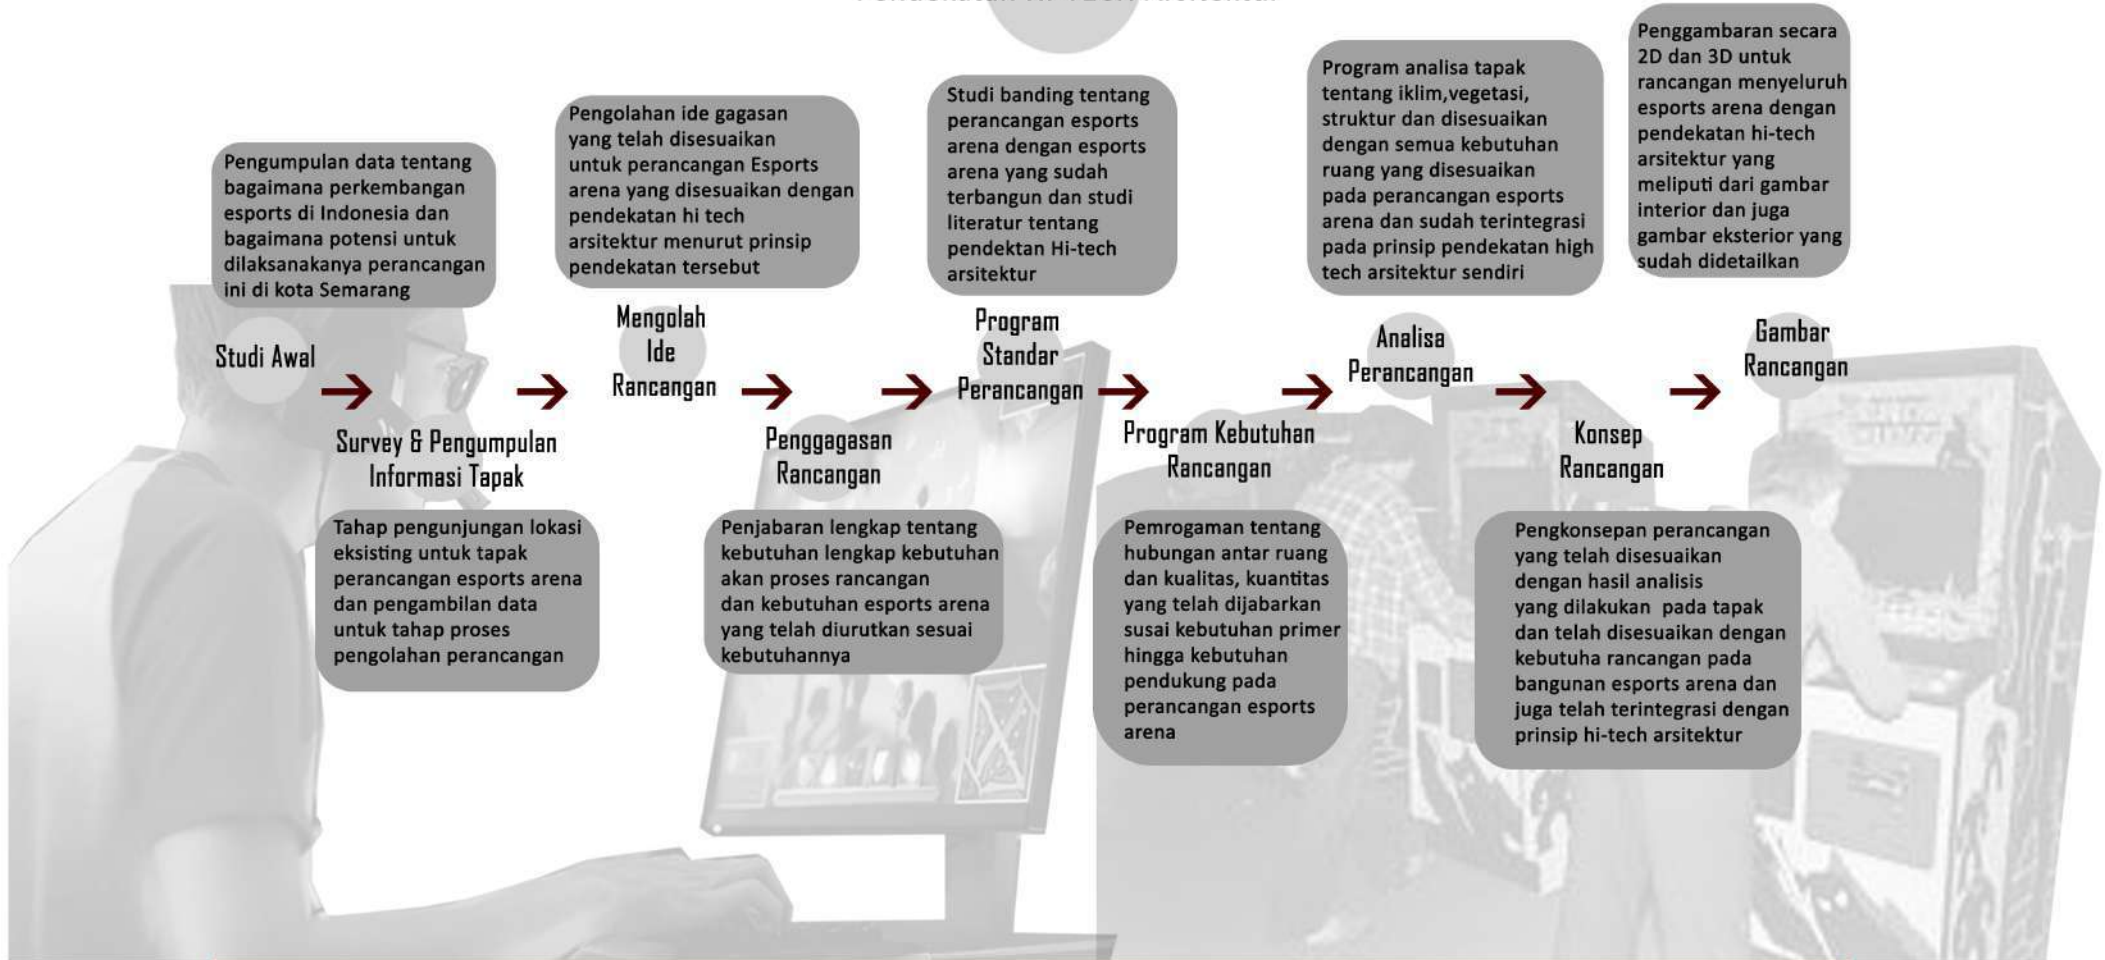 Pengumpulan data tentang
bagaimana perkembangan
esports di Indonesia dan
bagaimana potensi untuk
dilaksanakanya perancangan
ini di kota Semarang
Studi Awal
Survey & Pengumpulan
Informasi Tapak
Tahap pengunjungan lokasi
eksisting untuk tapak
perancangan esports arena
dan pengambilan data
untuk tahap proses
pengolahan perancangan
Pengolahan ide gagasan
yang telah disesuaikan
untuk perancangan Esports
arena yang disesuaikan dengan
pendekatan hi tech
arsitektur menurut prinsip
pendekatan tersebut
Mengolah
Ide
Rancangan
Penggagasan
Rancangan
Penjabaran lengkap tentang
kebutuhan lengkap kebutuhan
akan proses rancangan
dan kebutuhan esports arena
yang telah diurutkan sesuai
kebutuhannya
Studi banding tentang
perancangan esports
arena dengan esports
arena yang sudah
terbangun dan studi
literatur tentang
pendektan Hi-tech
arsitektur
Program
Standar
Perancangan
Program Kebutuhan
Rancangan
Pemrogaman tentang
hubungan antar ruang
dan kualitas, kuantitas
yang telah dijabarkan
susai kebutuhan primer
hingga kebutuhan
pendukung pada
perancangan esports
arena
Program analisa tapak
tentang iklim,vegetasi,
struktur dan disesuaikan
dengan semua kebutuhan
ruang yang disesuaikan
pada perancangan esports
arena dan sudah terintegrasi
pada prinsip pendekatan high
tech arsitektur sendiri
Analisa
Perancangan
Konsep
Rancangan
Pengkonsepan perancangan
yang telah disesuaikan
dengan hasil analisis
yang dilakukan pada tapak
dan telah disesuaikan dengan
kebutuha rancangan pada
bangunan esports arena dan
juga telah terintegrasi dengan
prinsip hi-tech arsitektur
Penggambaran secara
2D dan 3D untuk
rancangan menyeluruh
esports arena dengan
pendekatan hi-tech
arsitektur yang
meliputi dari gambar
interior dan juga
gambar eksterior yang
sudah didetailkan
Gambar
Rancangan